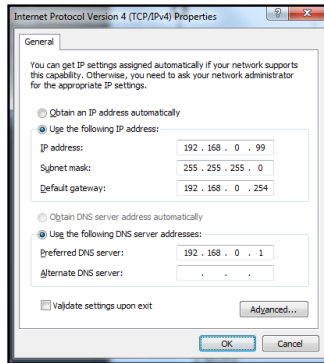 Internet Protocol Version 4 (TCP/IPv4) Properties
General
You can get IP settings assigned automatically if your network supports
this capability. Otherwise, you need to ask your network administrator
for the appropriate IP settings.
Obtain an IP address automatically
Use the following IP address:
IP address: 192 . 168 . 0 . 99
Subnet mask: 255 . 255 . 255 . 0
Default gateway: 192 . 168 . 0 . 254
Obtain DNS server address automatically
Use the following DNS server addresses:
Preferred DNS server: 192 . 168 . 0 . 1
Alternate DNS server: . . .
Validate settings upon exit
Advanced...
OK Cancel